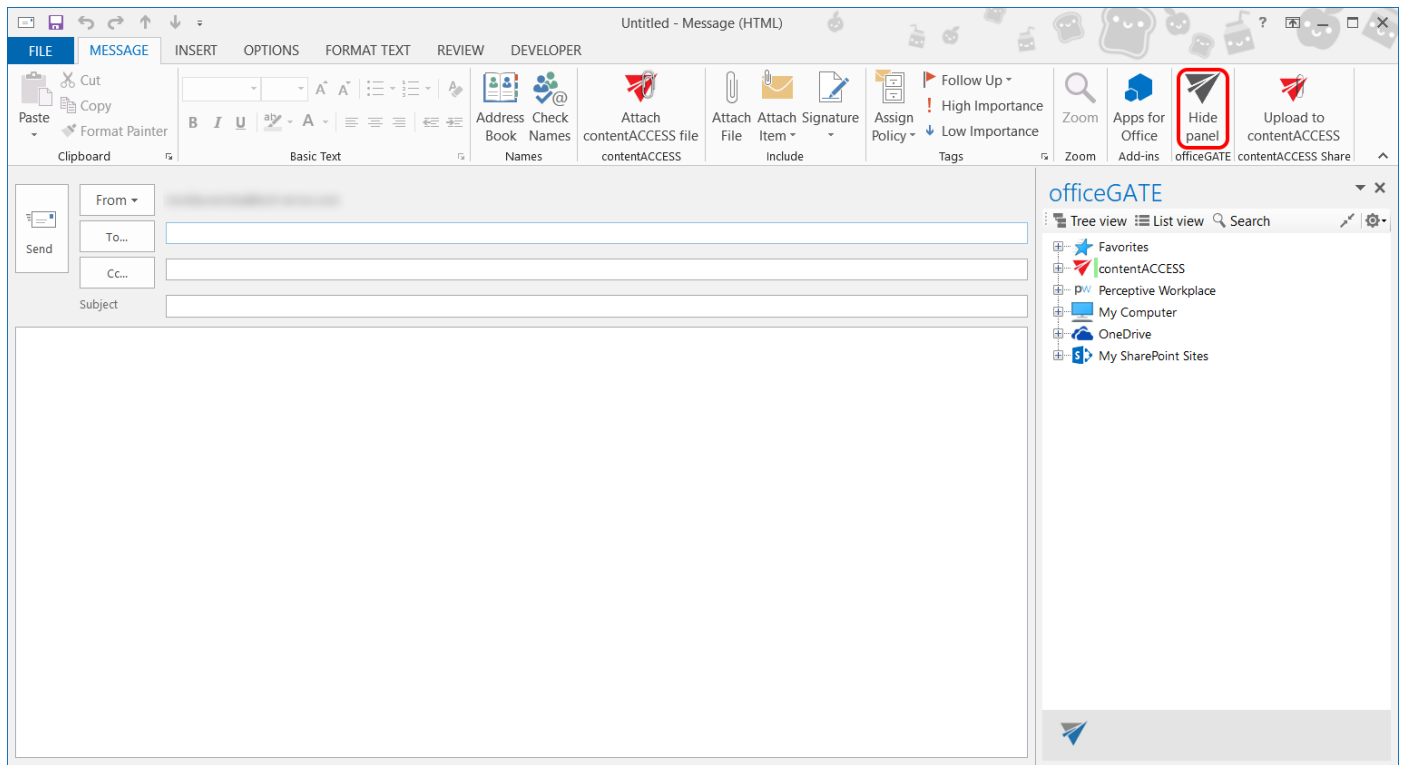 Untitled - Message (HTML)
?
FILE MESSAGE INSERT OPTIONS FORMAT TEXT REVIEW DEVELOPER
Paste
Cut
Copy
Format Painter
Clipboard
B I U aby A
Basic Text
Address Book
Check Names
Names
Attach contentACCESS file
contentACCESS
Attach File
Attach Item
Signature
Include
Assign Policy
Follow Up
High Importance
Low Importance
Tags
Zoom
Zoom
Apps for Office
Add-ins
Hide panel
officeGATE
Upload to contentACCESS
contentACCESS Share
Send
From
To...
Cc...
Subject
officeGATE
Tree view List view Search
Favorites
contentACCESS
pw Perceptive Workplace
My Computer
OneDrive
S My SharePoint Sites